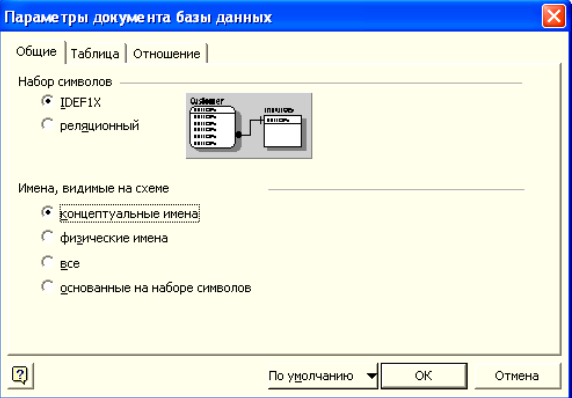 Параметры документа базы данных
Общие Таблица Отношение
Набор символов
IDEF1X
реляционный
Customer
Имена, видимые на схеме
концептуальные имена
физические имена
все
основанные на наборе символов
По умолчанию OK Отмена